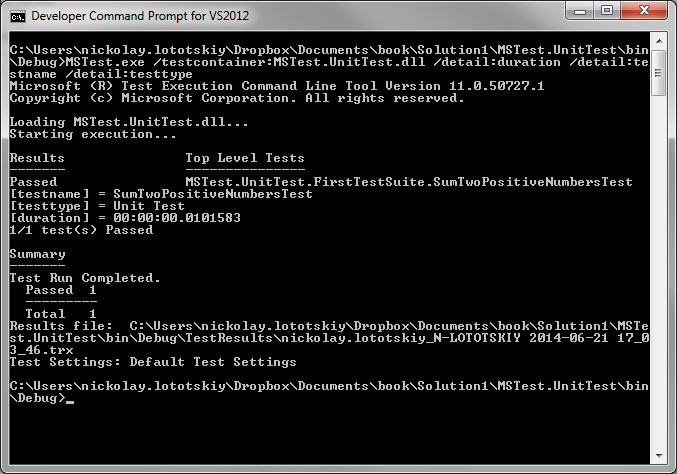 Developer Command Prompt for VS2012
C:\Users\nickolay.lototskiy\Dropbox\Documents\book\Solution1\MSTest.UnitTest\bin
\Debug>MSTest.exe /testcontainer:MSTest.UnitTest.dll /detail:duration /detail:te
stname /detail:testtype
Microsoft (R) Test Execution Command Line Tool Version 11.0.50727.1
Copyright (c) Microsoft Corporation. All rights reserved.
Loading MSTest.UnitTest.dll...
Starting execution...
Results               Top Level Tests
-------               ---------------
Passed                MSTest.UnitTest.FirstTestSuite.SumTwoPositiveNumbersTest
[testname] = SumTwoPositiveNumbersTest
[testtype] = Unit Test
[duration] = 00:00:00.0101583
1/1 test(s) Passed
Summary
-------
Test Run Completed.
  Passed  1
  ---------
  Total   1
Results file:  C:\Users\nickolay.lototskiy\Dropbox\Documents\book\Solution1\MSTe
st.UnitTest\bin\Debug\TestResults\nickolay.lototskiy_N-LOTOTSKIY 2014-06-21 17_0
3_46.trx
Test Settings: Default Test Settings
C:\Users\nickolay.lototskiy\Dropbox\Documents\book\Solution1\MSTest.UnitTest\bin
\Debug>_